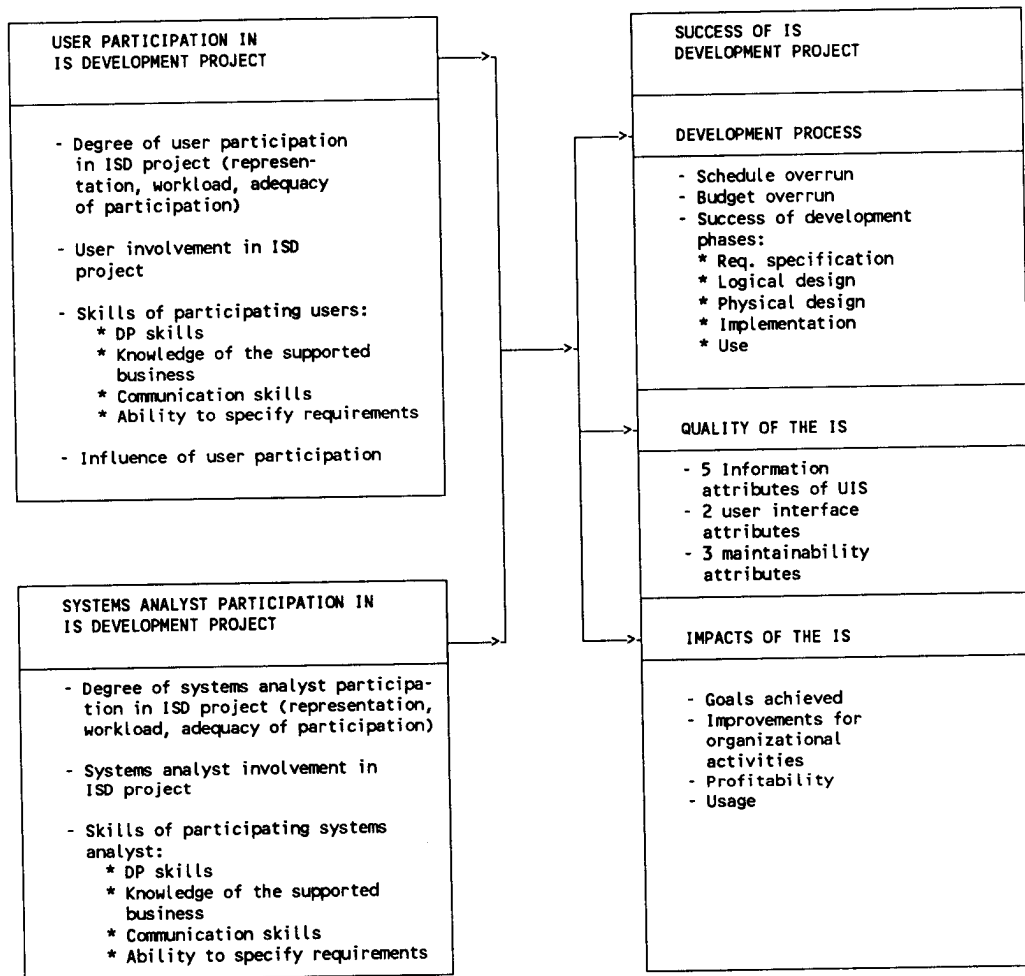 USER PARTICIPATION IN
IS DEVELOPMENT PROJECT
- Degree of user participation
in ISD project (represen-
tation, workload, adequacy
of participation)
- User involvement in ISD
project
- Skills of participating users:
* DP skills
* Knowledge of the supported
business
* Communication skills
* Ability to specify requirements
- Influence of user participation
SYSTEMS ANALYST PARTICIPATION IN
IS DEVELOPMENT PROJECT
- Degree of systems analyst participa-
tion in ISD project (representation,
workload, adequacy of participation)
- Systems analyst involvement in
ISD project
- Skills of participating systems
analyst:
* DP skills
* Knowledge of the supported
business
* Communication skills
* Ability to specify requirements
SUCCESS OF IS
DEVELOPMENT PROJECT
DEVELOPMENT PROCESS
- Schedule overrun
- Budget overrun
- Success of development
phases:
* Req. specification
* Logical design
* Physical design
* Implementation
* Use
QUALITY OF THE IS
- 5 Information
attributes of UIS
- 2 user interface
attributes
- 3 maintainability
attributes
IMPACTS OF THE IS
- Goals achieved
- Improvements for
organizational
activities
- Profitability
- Usage